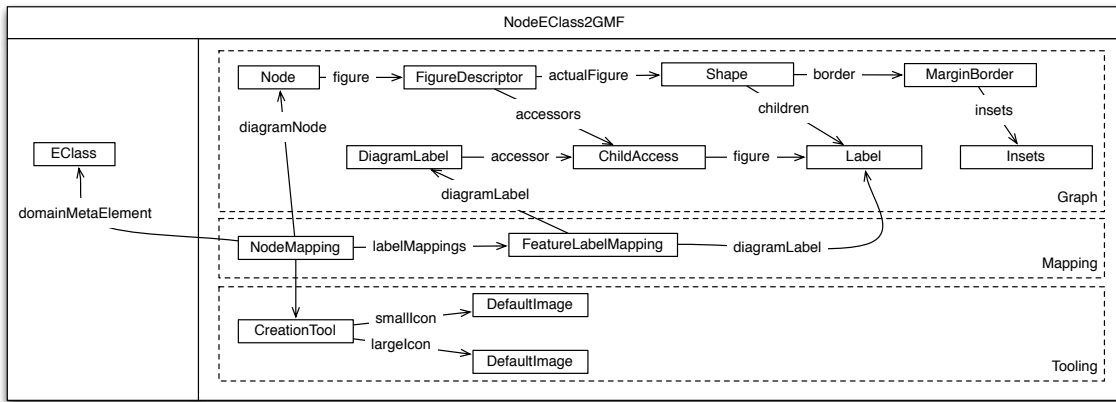 NodeEClass2GMF
Node figure FigureDescriptor actualFigure Shape border MarginBorder
accessors children insets
diagramNode
EClass DiagramLabel accessor ChildAccess figure Label Insets
diagramLabel Graph
domainMetaElement
NodeMapping labelMappings FeatureLabelMapping diagramLabel
Mapping
smallIcon DefaultImage
CreationTool
largeIcon
DefaultImage Tooling